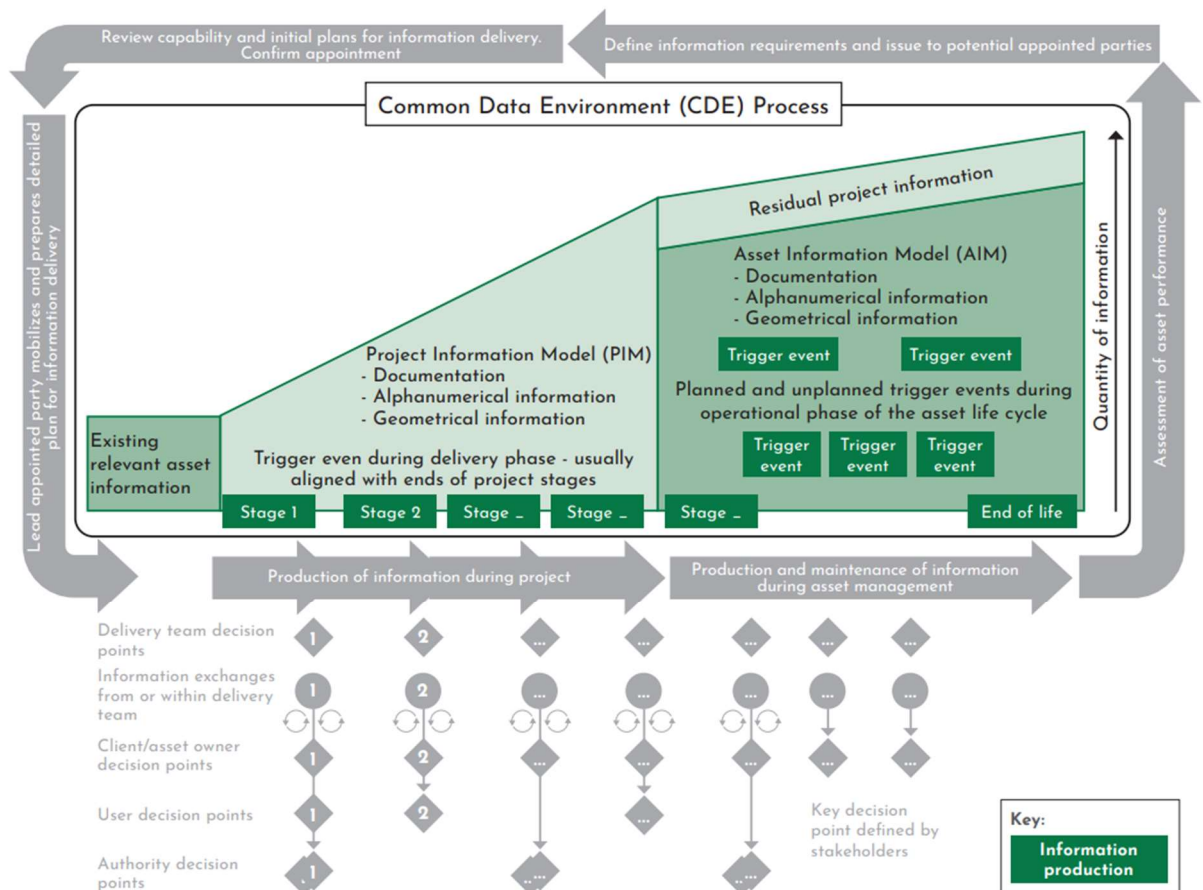 Review capability and initial plans for information delivery.
Confirm appointment
Define information requirements and issue to potential appointed parties
Common Data Environment (CDE) Process
Lead appointed party mobilizes and prepares detailed
plan for information delivery
Residual project information
Asset Information Model (AIM)
- Documentation
- Alphanumerical information
- Geometrical information
Trigger event
Trigger event
Project Information Model (PIM)
- Documentation
- Alphanumerical information
- Geometrical information
Planned and unplanned trigger events during
operational phase of the asset life cycle
Existing
relevant asset
information
Trigger even during delivery phase - usually
aligned with ends of project stages
Trigger
event
Trigger
event
Trigger
event
Quantity of information
Assessment of asset performance
Stage 1
Stage 2
Stage _
Stage _
Stage _
End of life
Production of information during project
Production and maintenance of information
during asset management
Delivery team decision
points
1
2
...
...
...
...
...
Information exchanges
from or within delivery
team
1
2
...
...
...
...
...
Client/asset owner
decision points
1
2
...
...
...
...
...
User decision points
1
2
...
Key decision
point defined by
stakeholders
Authority decision
points
1
...
...
Key:
Information
production